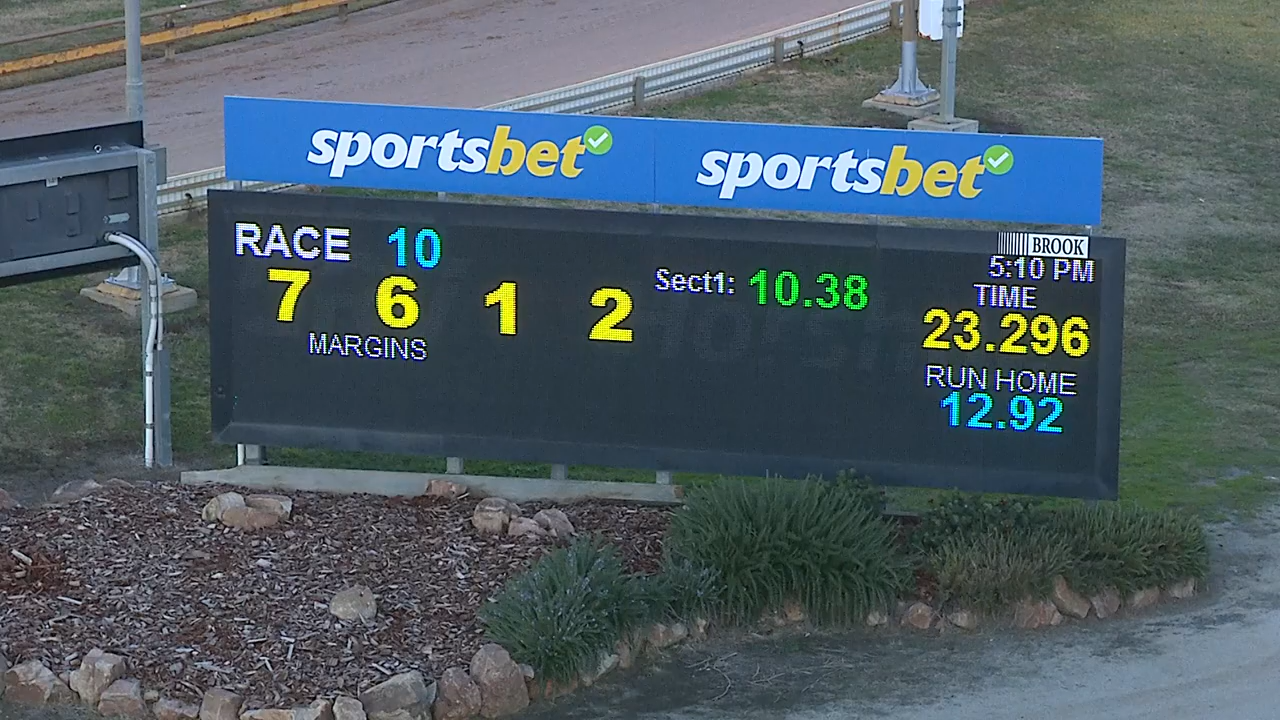 sportsbet sportsbet
BROOK
RACE 10
5:10 PM
7 6 1 2
Sect1: 10.38
TIME
23.296
MARGINS
RUN HOME
12.92